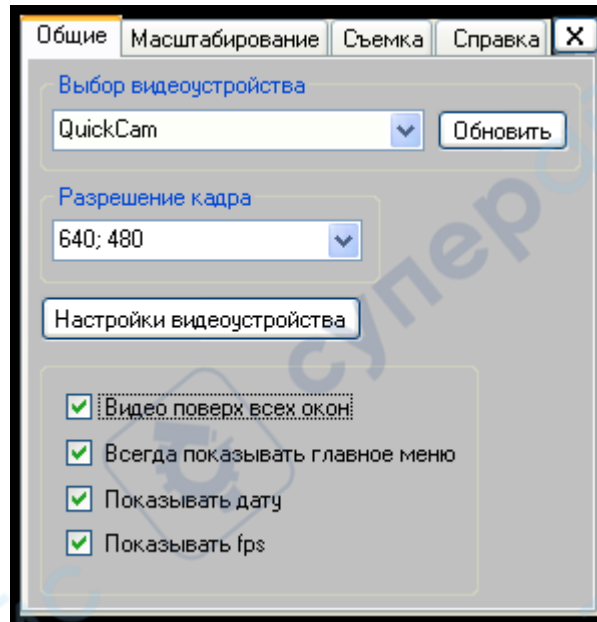 Общие Масштабирование Съемка Справка X
Выбор видеоустройства
QuickCam Обновить
Разрешение кадра
640; 480
Настройки видеоустройства
Видео поверх всех окон
Всегда показывать главное меню
Показывать дату
Показывать fps